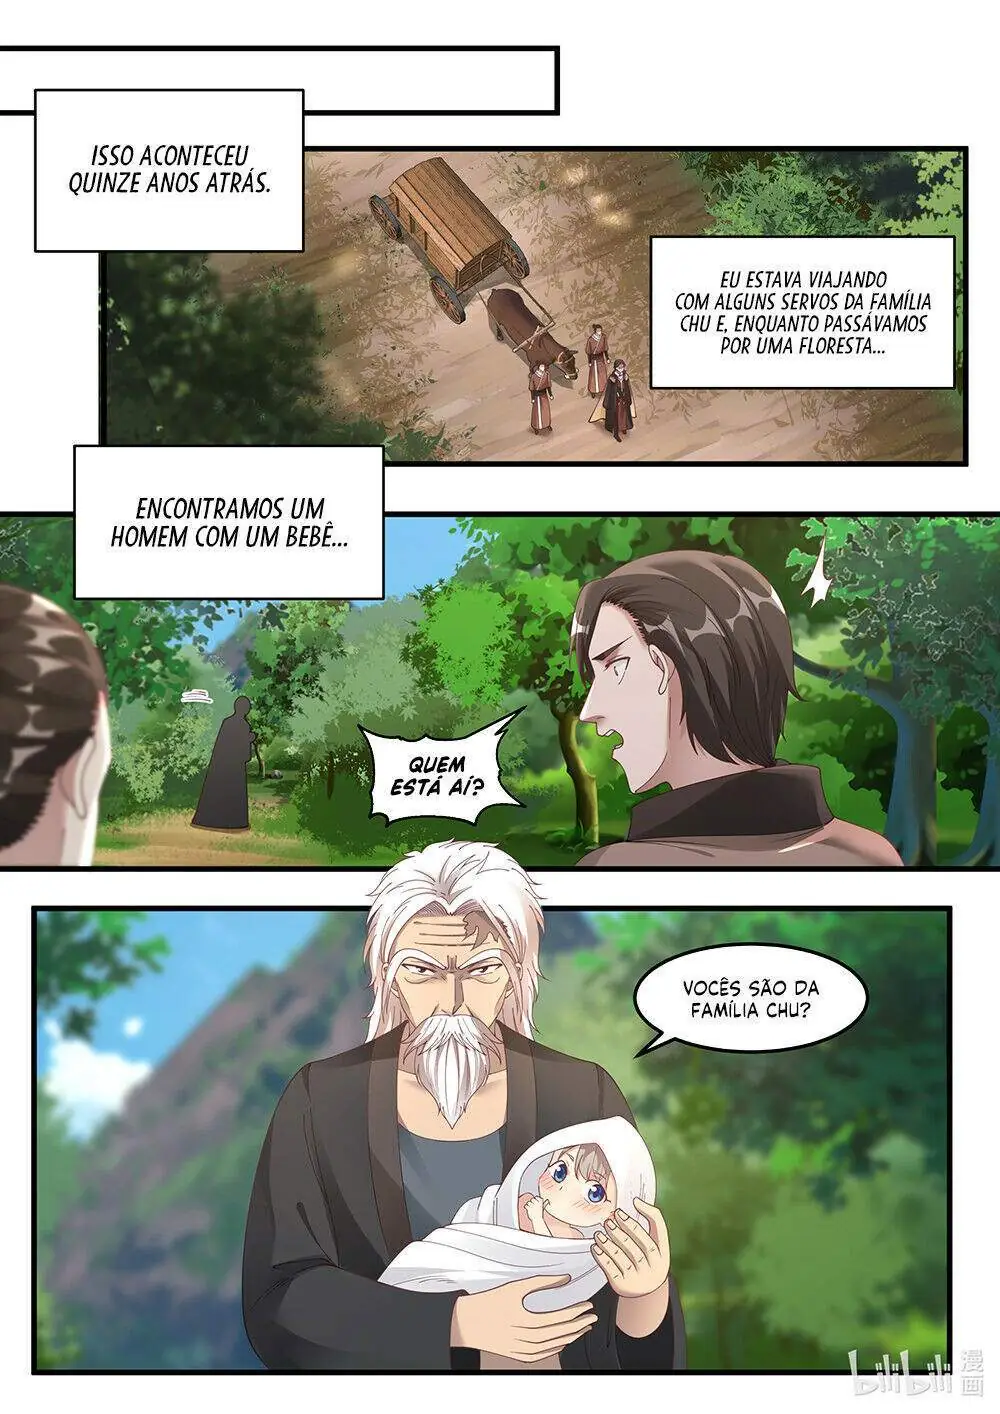 ISSO ACONTECEU
QUINZE ANOS ATRÁS.
EU ESTAVA VIAJANDO
COM ALGUNS SERVOS DA FAMÍLIA
CHU E, ENQUANTO PASSÁVAMOS
POR UMA FLORESTA...
ENCONTRAMOS UM
HOMEM COM UM BEBÊ...
QUEM
ESTÁ AÍ?
VOCÊS SÃO DA
FAMÍLIA CHU?
bilibili 漫画